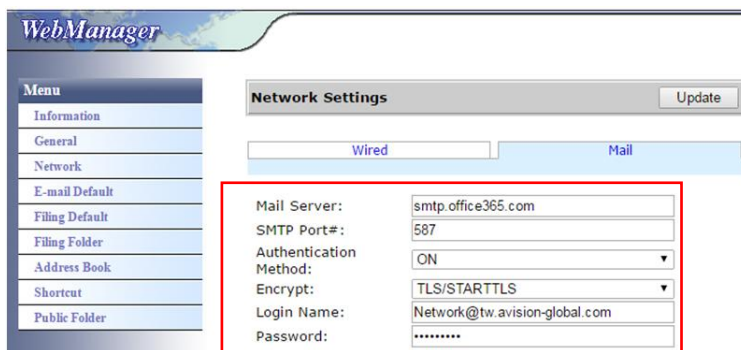 WebManager
Menu
Information
General
Network
E-mail Default
Filing Default
Filing Folder
Address Book
Shortcut
Public Folder
Network Settings
Update
Wired
Mail
Mail Server: smtp.office365.com
SMTP Port#: 587
Authentication
Method: ON
Encrypt: TLS/STARTTLS
Login Name: Network@tw.avision-global.com
Password: •••••••••